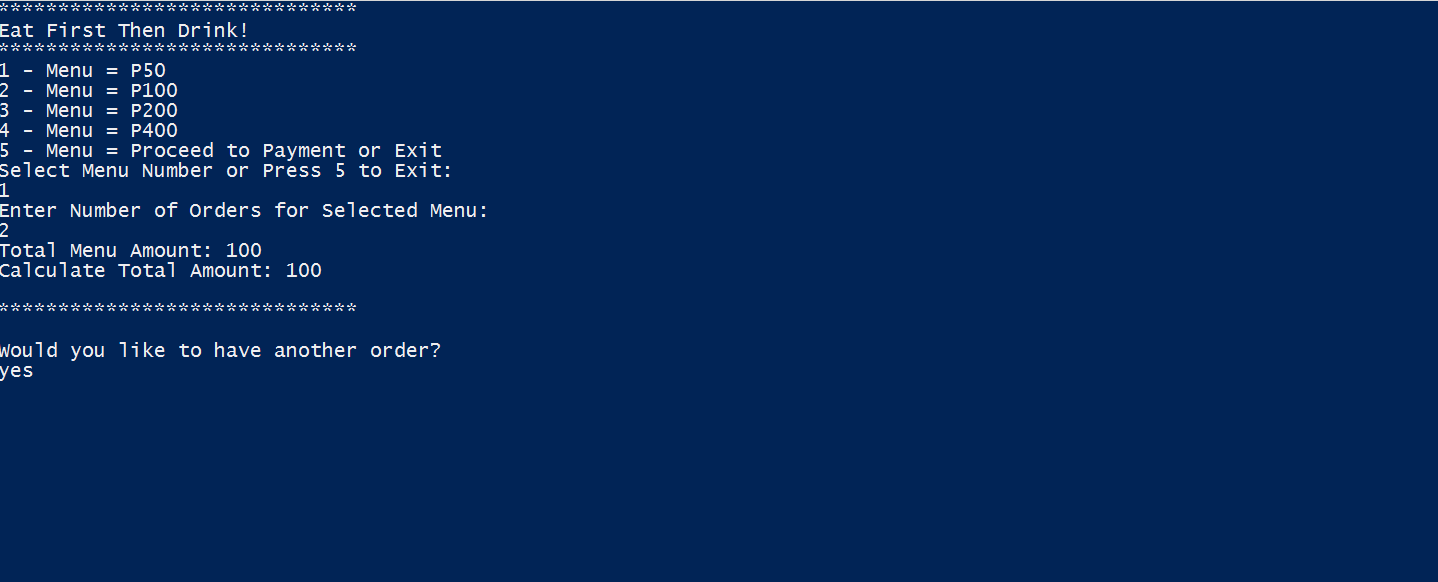 ******************************
Eat First Then Drink!
******************************
1 - Menu = P50
2 - Menu = P100
3 - Menu = P200
4 - Menu = P400
5 - Menu = Proceed to Payment or Exit
Select Menu Number or Press 5 to Exit:
1
Enter Number of Orders for Selected Menu:
2
Total Menu Amount: 100
Calculate Total Amount: 100
******************************
Would you like to have another order?
yes